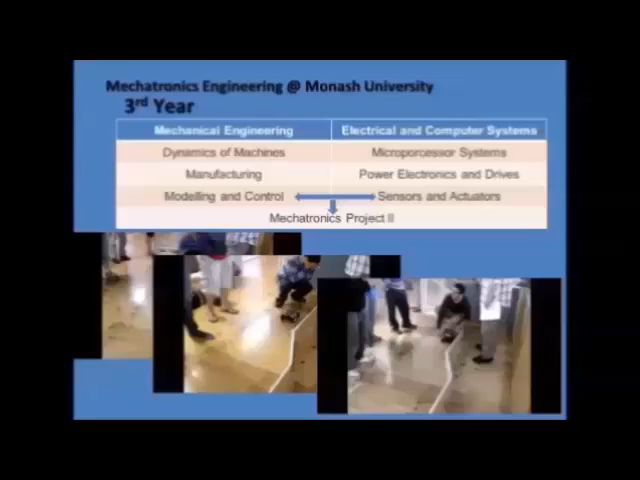 Mechatronics Engineering @ Monash University
3rd Year
Mechanical Engineering Electrical and Computer Systems
Dynamics of Machines Microporcessor Systems
Manufacturing Power Electronics and Drives
Modelling and Control Sensors and Actuators
Mechatronics Project II